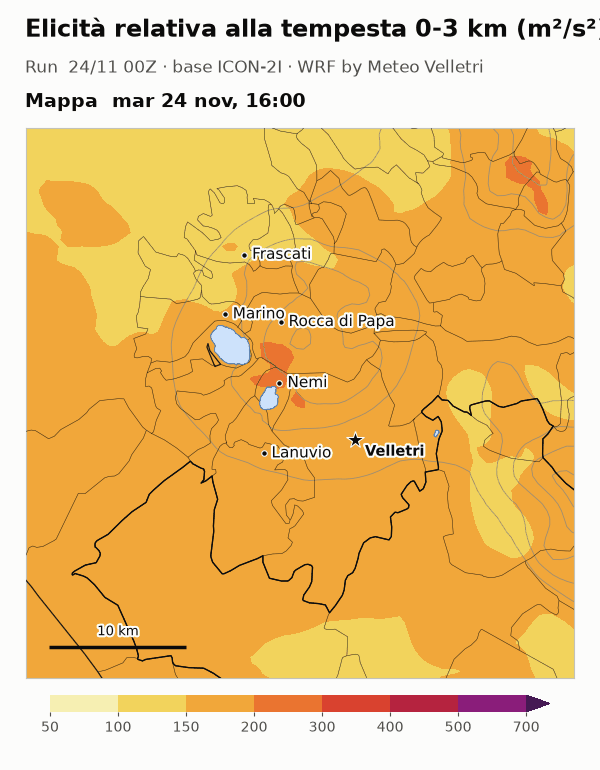 Elicità relativa alla tempesta 0-3 km (m²/s²)
Run 24/11 00Z · base ICON-2I · WRF by Meteo Velletri
Mappa mar 24 nov, 16:00
Frascati
Marino
Rocca di Papa
Nemi
Velletri
Lanuvio
10 km
50 100 150 200 300 400 500 700